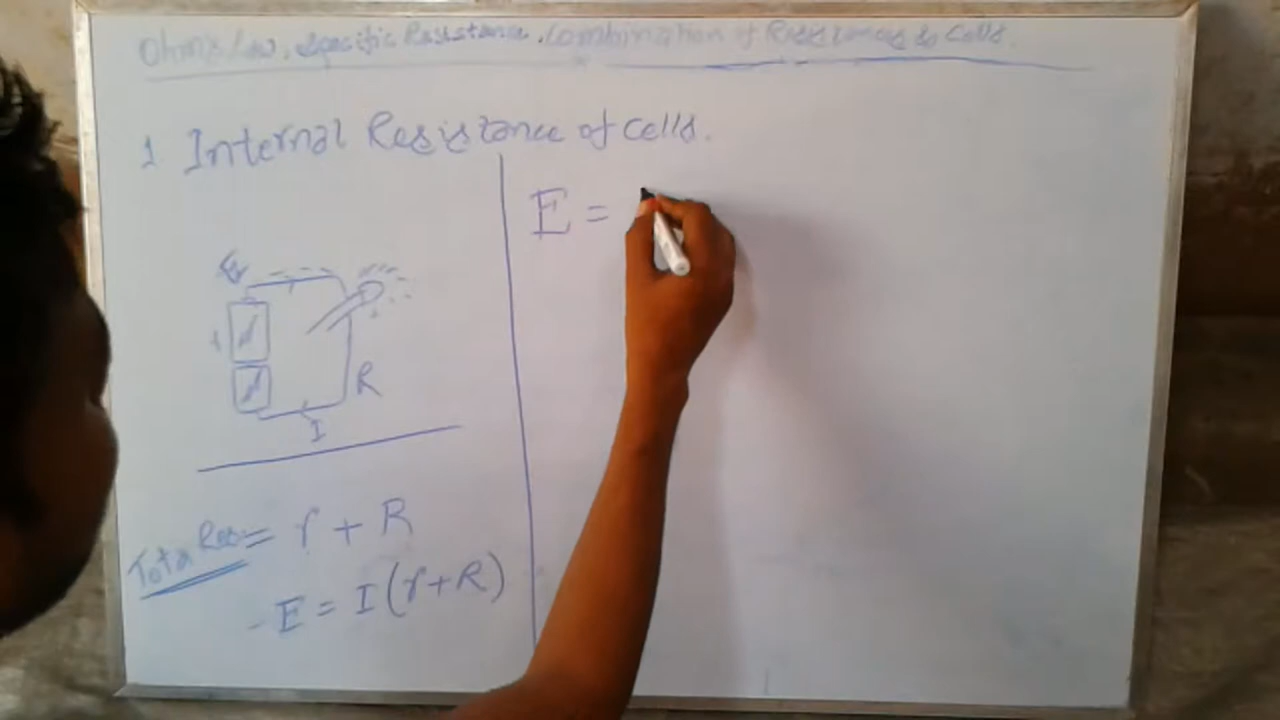 Ohm's Law, Specific Resistance, Combination of Resistances & Cells.
1 Internal Resistance of cells.
E
R
I
Total Res = r + R
E = I(r+R)
E =